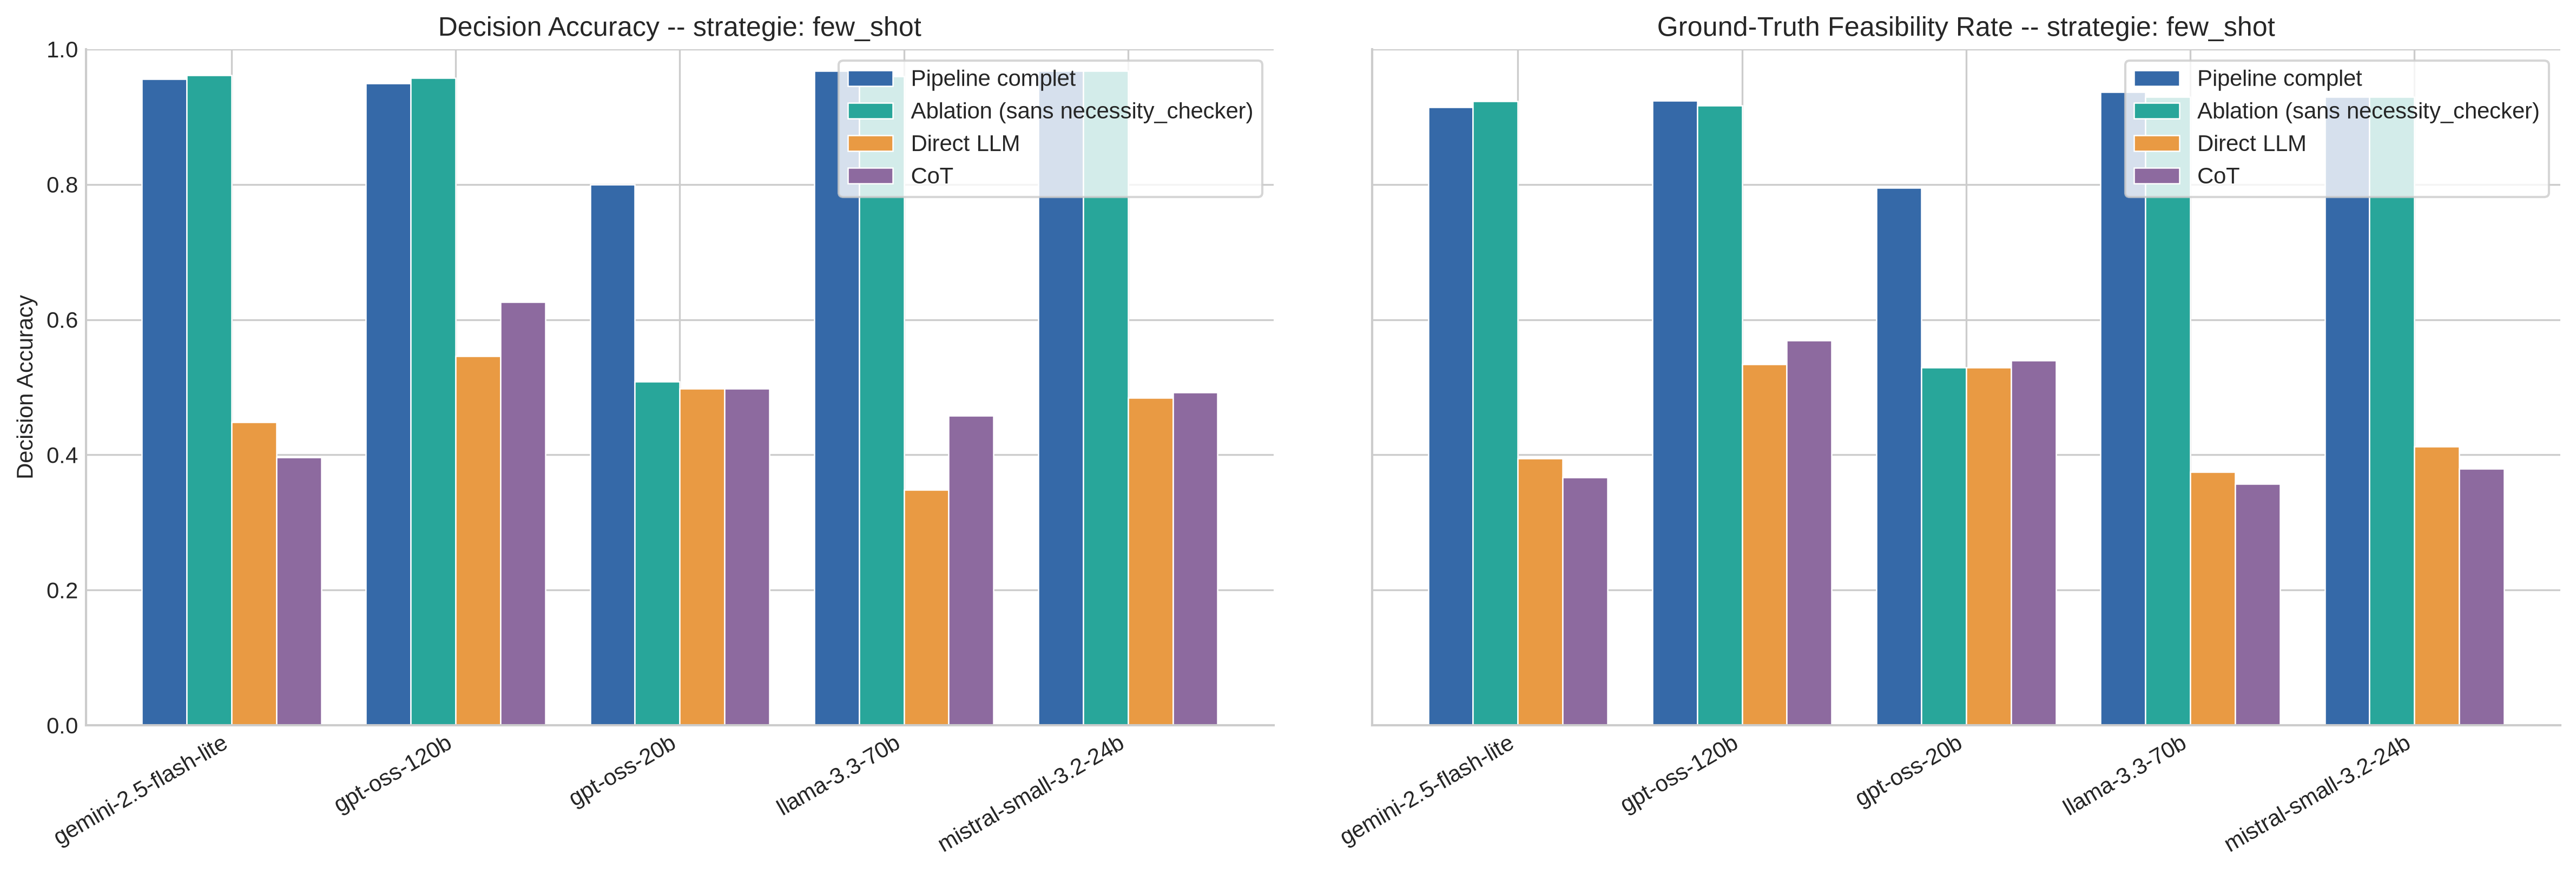 Decision Accuracy -- strategie: few_shot
Decision Accuracy
1.0
0.8
0.6
0.4
0.2
0.0
Pipeline complet
Ablation (sans necessity_checker)
Direct LLM
CoT
gemini-2.5-flash-lite
gpt-oss-120b
gpt-oss-20b
llama-3.3-70b
mistral-small-3.2-24b
Ground-Truth Feasibility Rate -- strategie: few_shot
Pipeline complet
Ablation (sans necessity_checker)
Direct LLM
CoT
gemini-2.5-flash-lite
gpt-oss-120b
gpt-oss-20b
llama-3.3-70b
mistral-small-3.2-24b